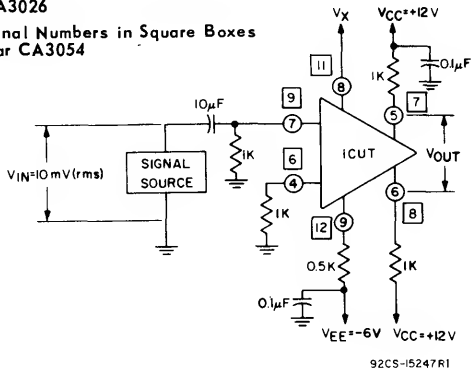 A3026
nal Numbers in Square Boxes
ar CA3054
VX
VCC=+12V
11
8
1K
0.1μF
10μF
9
7
5
7
1K
ICUT
VOUT
VIN=10mV(rms)
SIGNAL
SOURCE
6
4
6
8
1K
12
9
0.5K
1K
0.1μF
VEE=-6V
VCC=+12V
92CS-15247R1